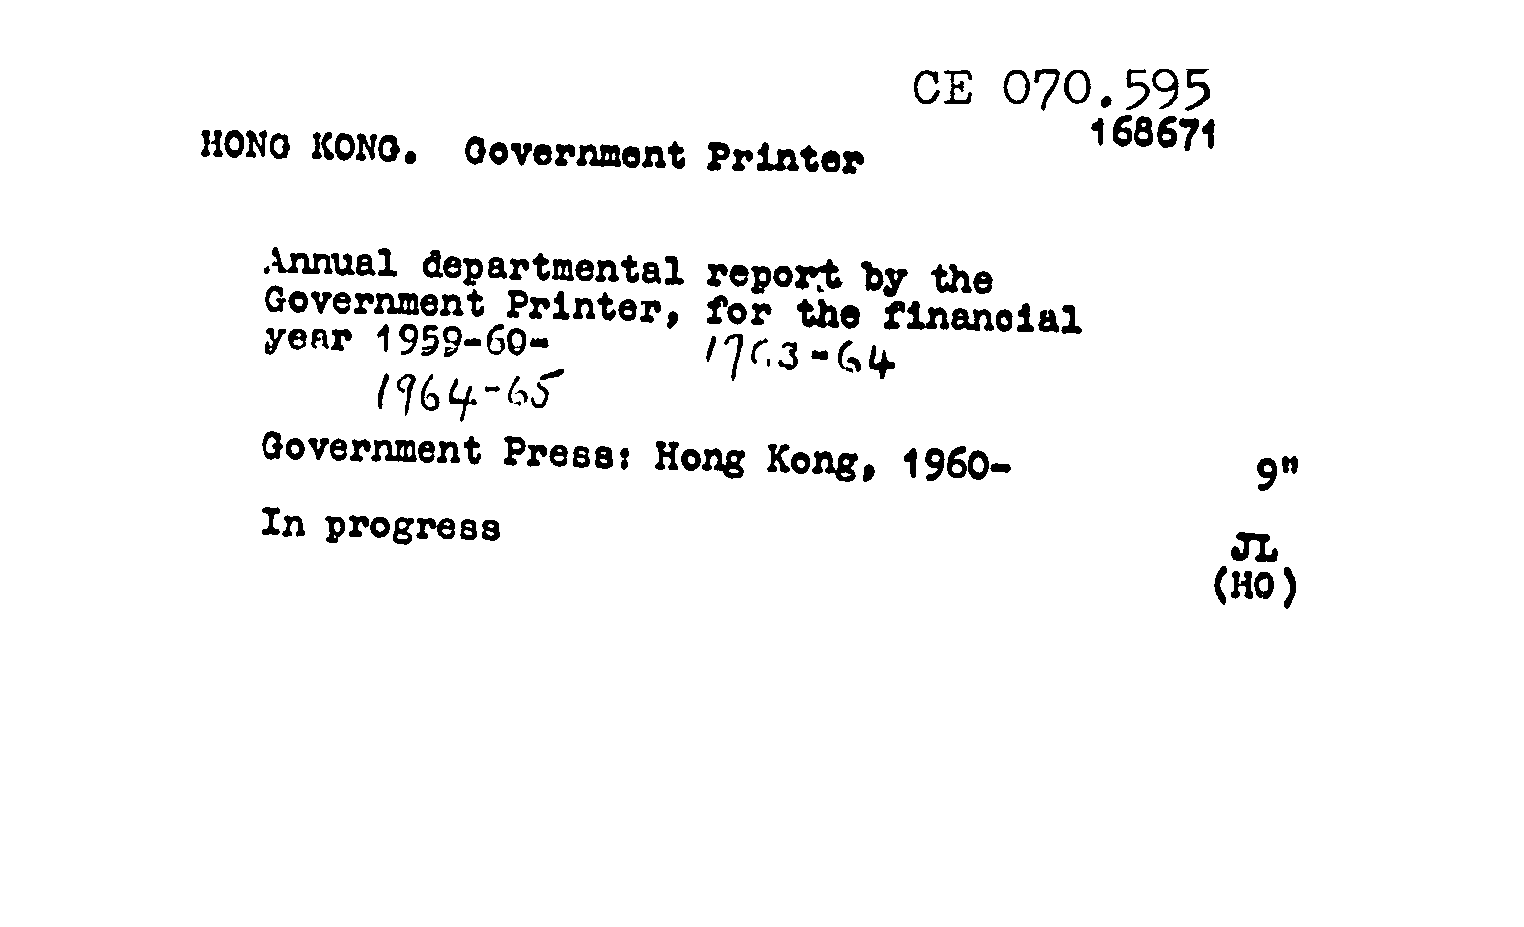 CE 070.595
168671
HONG KONG. Government Printer
Annual departmental report by the
Government Printer, for the financial
year 1959-60- 1963-64
1964-65
Government Press: Hong Kong, 1960- 9"
In progress
JL
(HO)